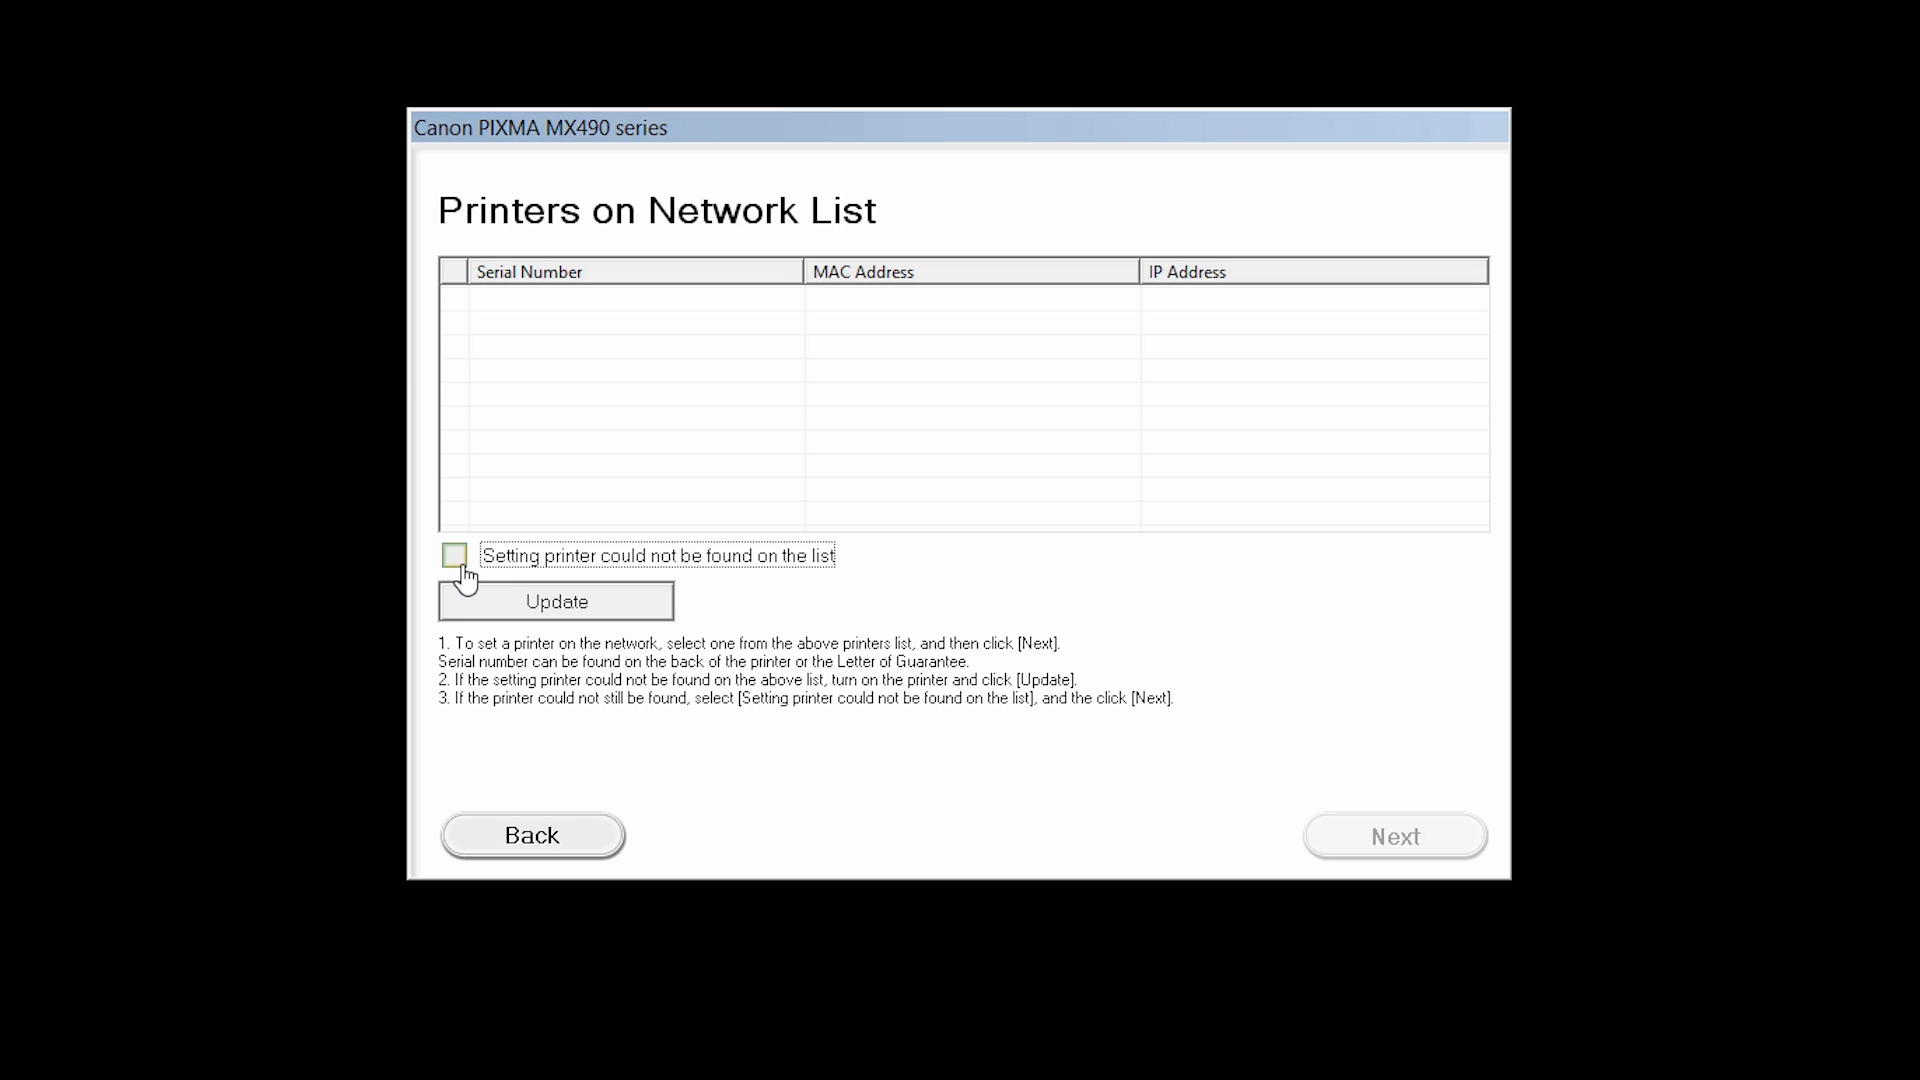 Canon PIXMA MX490 series
Printers on Network List
Serial Number MAC Address IP Address
Setting printer could not be found on the list
Update
1. To set a printer on the network, select one from the above printers list, and then click [Next].
Serial number can be found on the back of the printer or the Letter of Guarantee.
2. If the setting printer could not be found on the above list, turn on the printer and click [Update].
3. If the printer could not still be found, select [Setting printer could not be found on the list], and the click [Next].
Back Next